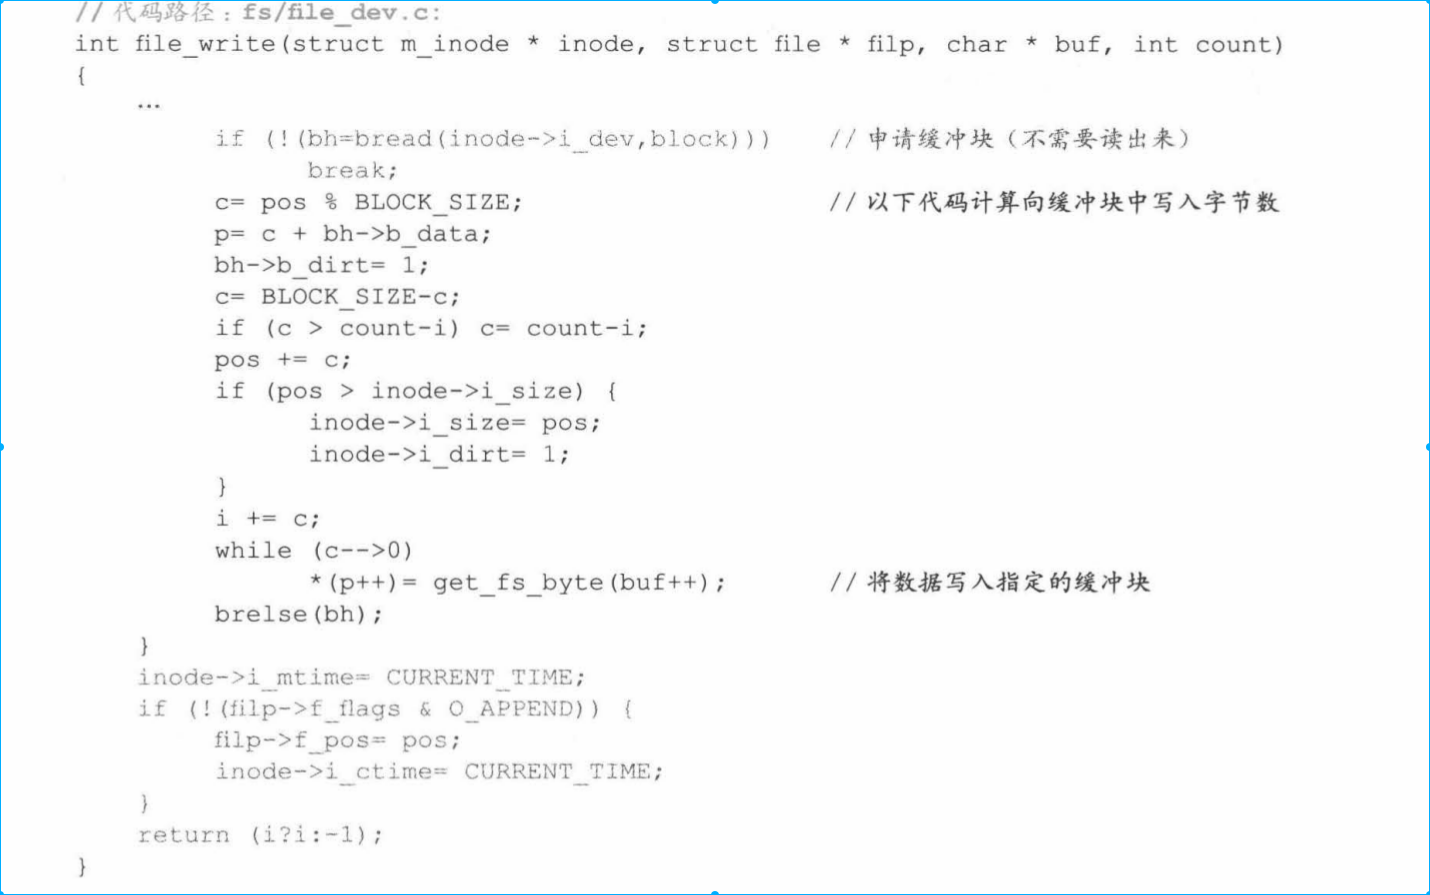 // 代码路径：fs/file_dev.c:
int file_write(struct m_inode * inode, struct file * filp, char * buf, int count)
{
…
if (!(bh=bread(inode->i_dev,block))) // 申请缓冲块（不需要读出来）
break;
c= pos % BLOCK_SIZE; // 以下代码计算向缓冲块中写入字节数
p= c + bh->b_data;
bh->b_dirt= 1;
c= BLOCK_SIZE-c;
if (c > count-i) c= count-i;
pos += c;
if (pos > inode->i_size) {
inode->i_size= pos;
inode->i_dirt= 1;
}
i += c;
while (c-->0)
*(p++)= get_fs_byte(buf++); // 将数据写入指定的缓冲块
brelse(bh);
}
inode->i_mtime= CURRENT_TIME;
if (!(filp->f_flags & O_APPEND)) {
filp->f_pos= pos;
inode->i_ctime= CURRENT_TIME;
}
return (i?i:-1);
}